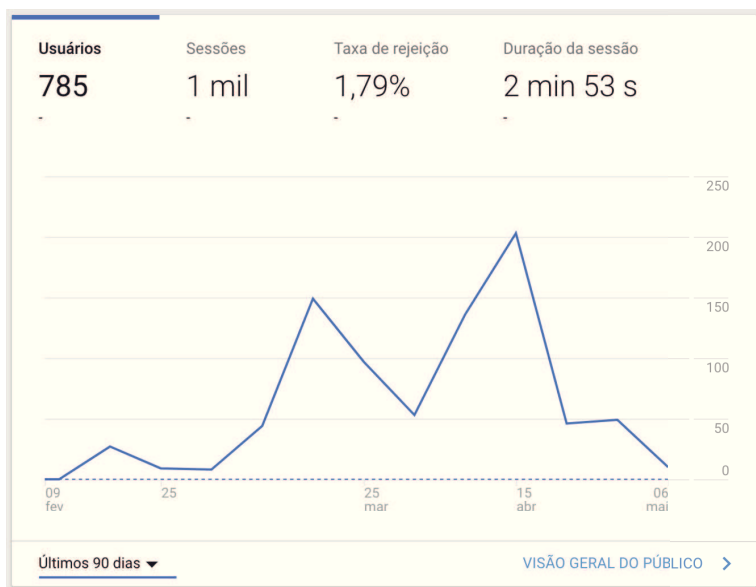 Usuários Sessões Taxa de rejeição Duração da sessão
785 1 mil 1,79% 2 min 53 s
- - - -
250
200
150
100
50
0
09 25 25 15 06
fev mar abr mai
Últimos 90 dias VISÃO GERAL DO PÚBLICO